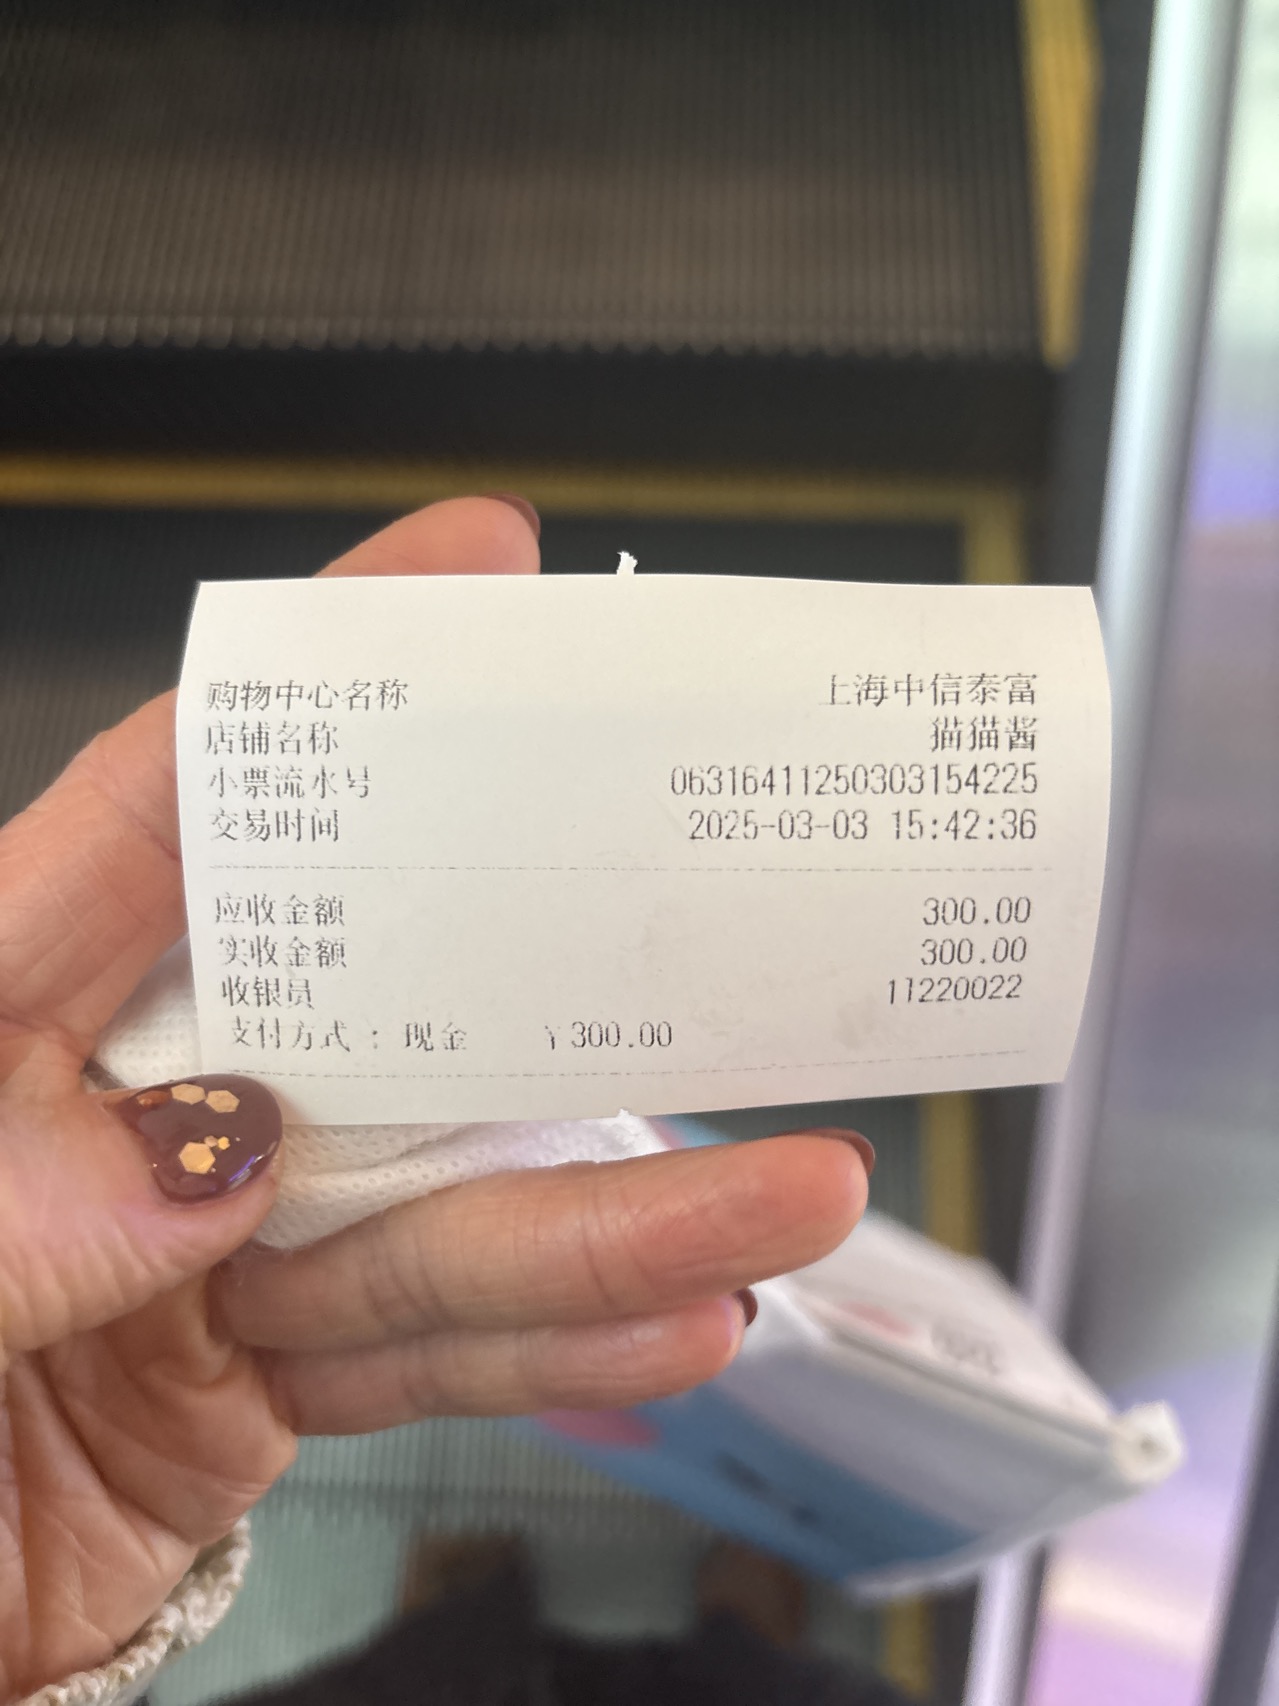 购物中心名称 上海中信泰富
店铺名称 猫猫酱
小票流水号 06316411250303154225
交易时间 2025-03-03 15:42:36
应收金额 300.00
实收金额 300.00
收银员 11220022
支付方式 : 现金 ¥300.00